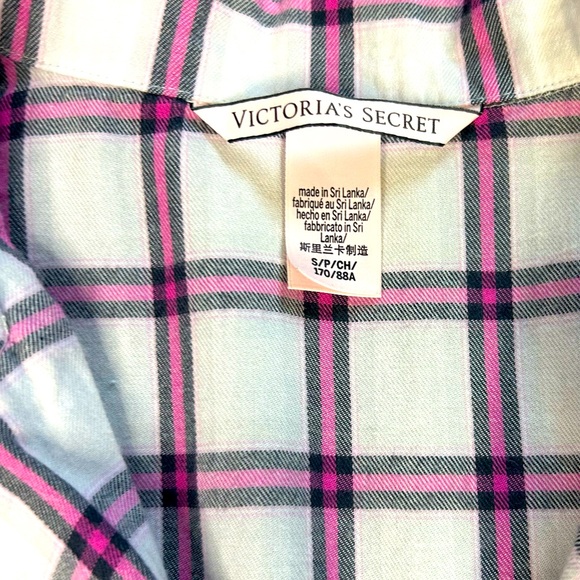 VICTORIA'S SECRET
made in Sri Lanka/
fabriqué au Sri Lanka/
hecho en Sri Lanka/
fabbricato in Sri
Lanka/
斯里兰卡制造
S/P/CH/
170/88A